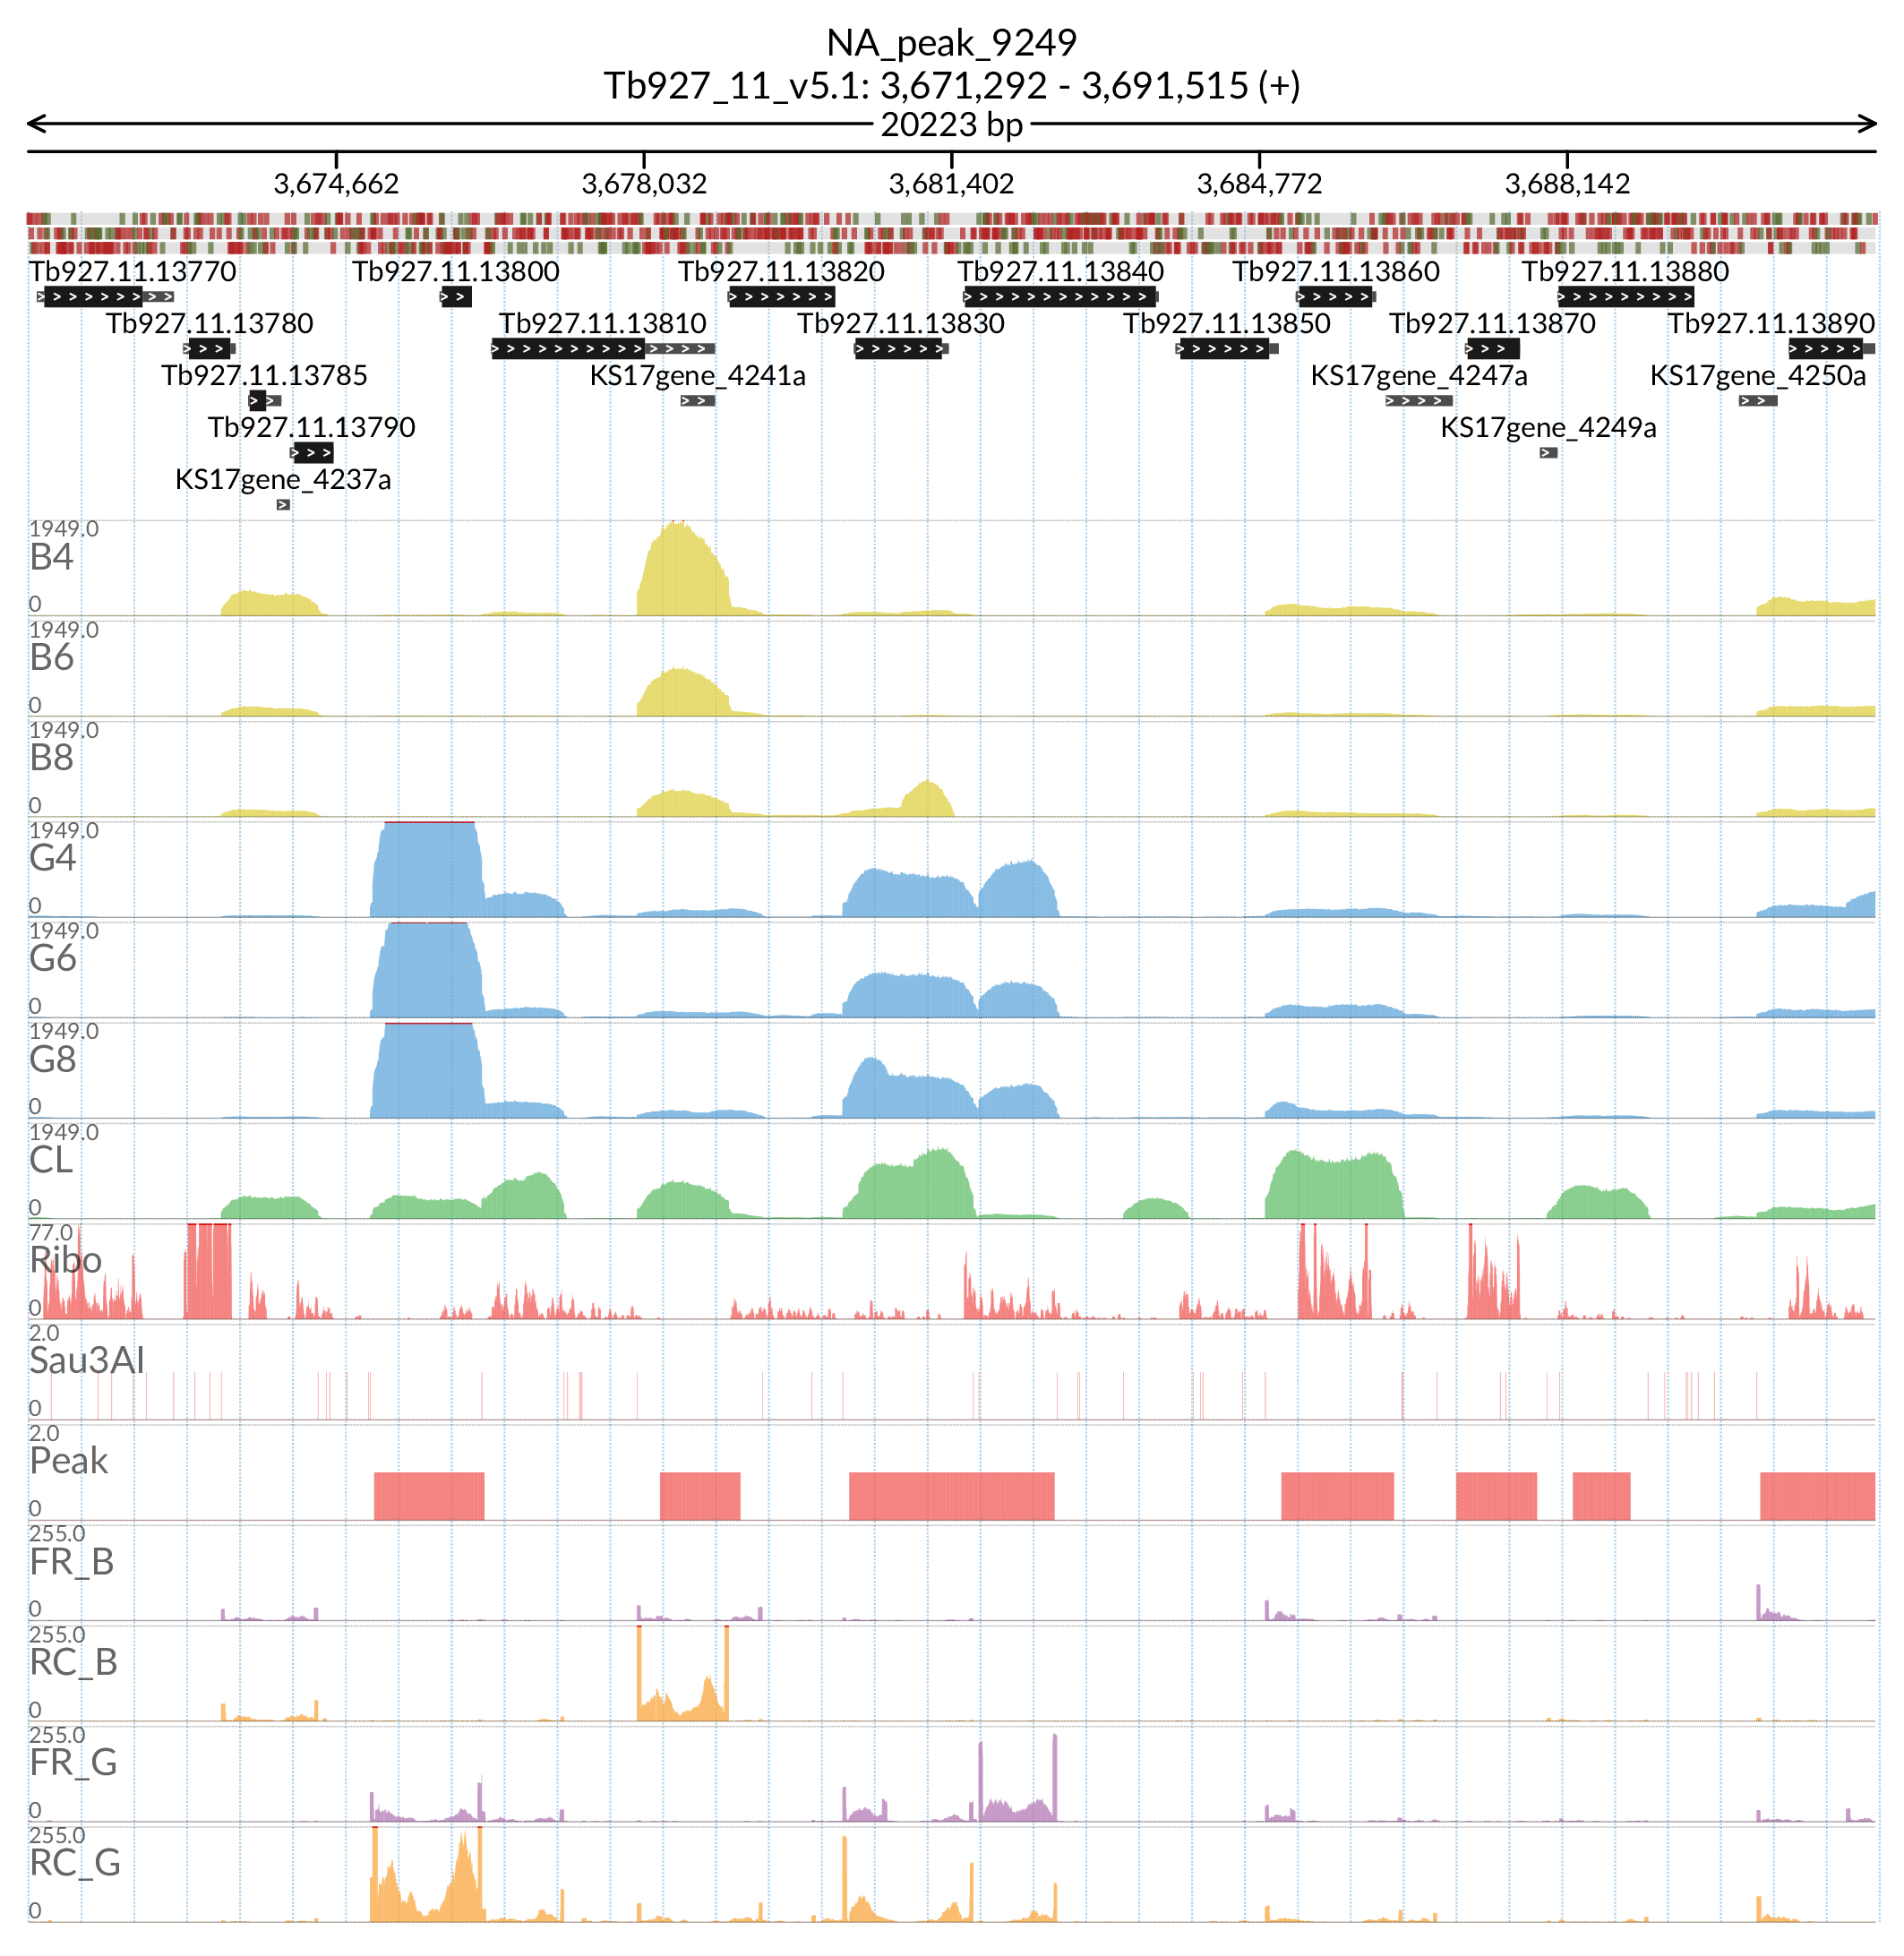 NA_peak_9249
Tb927_11_v5.1: 3,671,292 - 3,691,515 (+)
20223 bp
3,674,662 3,678,032 3,681,402 3,684,772 3,688,142
Tb927.11.13770 Tb927.11.13800 Tb927.11.13820 Tb927.11.13840 Tb927.11.13860 Tb927.11.13880
Tb927.11.13780 Tb927.11.13810 Tb927.11.13830 Tb927.11.13850 Tb927.11.13870 Tb927.11.13890
Tb927.11.13785 KS17gene_4241a KS17gene_4247a KS17gene_4250a
Tb927.11.13790 KS17gene_4249a
KS17gene_4237a
1949.0
B4
0
1949.0
B6
0
1949.0
B8
0
1949.0
G4
0
1949.0
G6
0
1949.0
G8
0
1949.0
CL
0
77.0
Ribo
0
2.0
Sau3AI
0
2.0
Peak
0
255.0
FR_B
0
255.0
RC_B
0
255.0
FR_G
0
255.0
RC_G
0